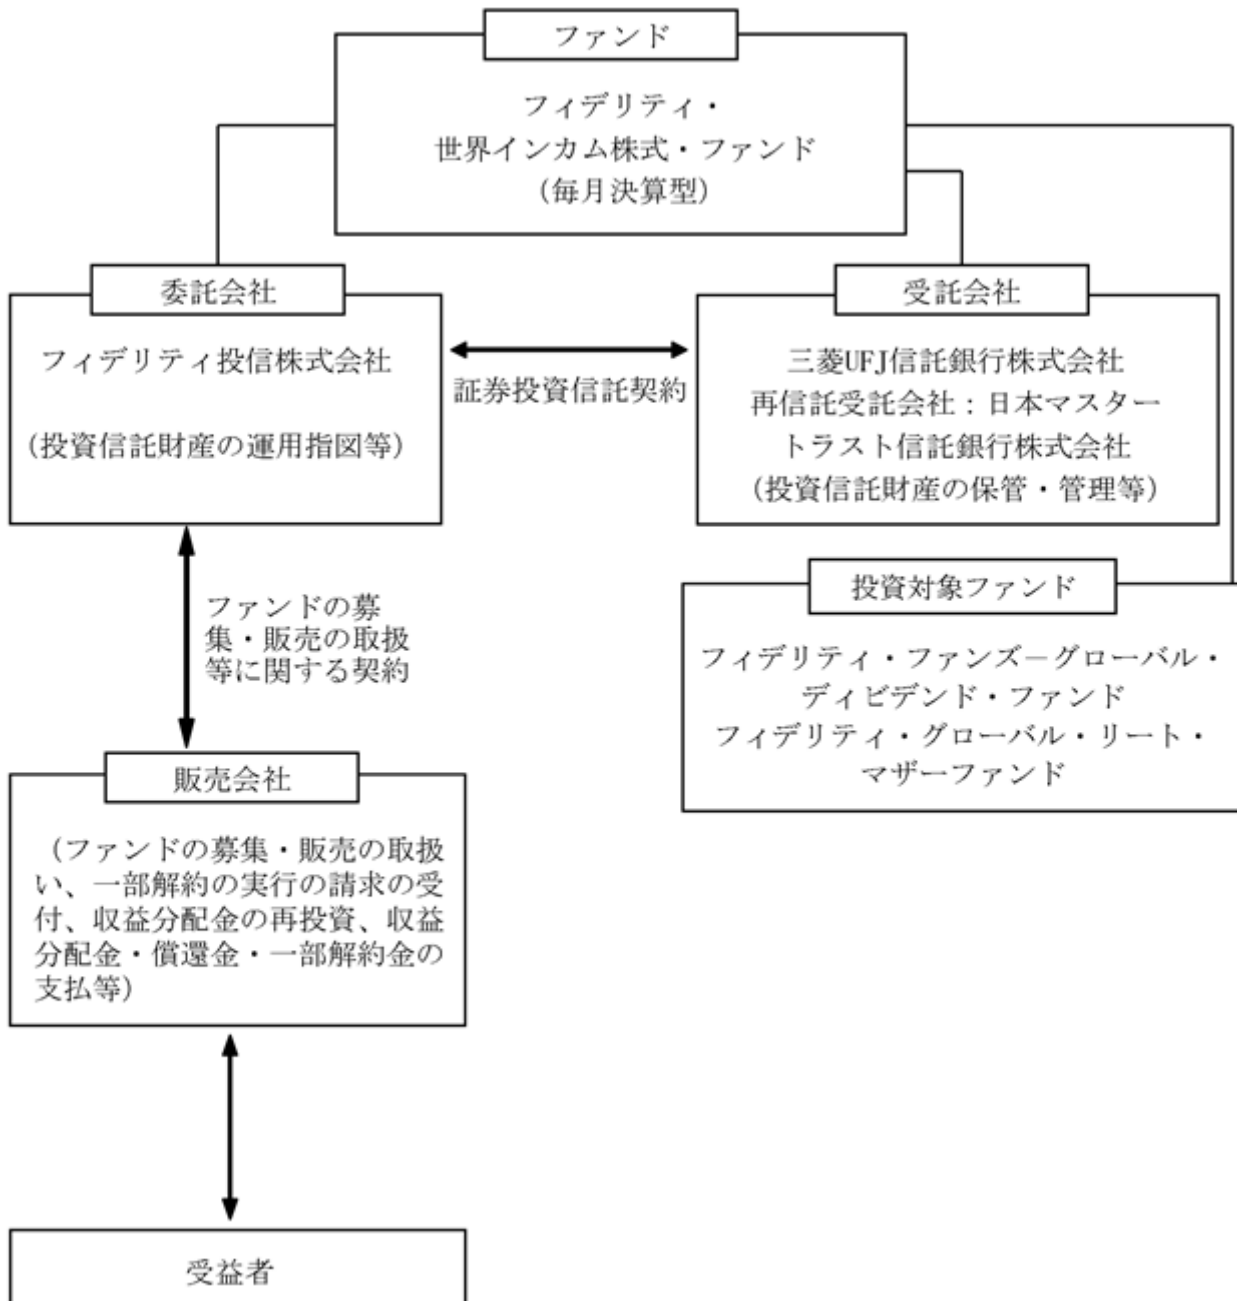 ファンド
フィデリティ・
世界インカム株式・ファンド
（毎月決算型）
委託会社
フィデリティ投信株式会社
（投資信託財産の運用指図等）
証券投資信託契約
受託会社
三菱UFJ信託銀行株式会社
再信託受託会社：日本マスター
トラスト信託銀行株式会社
（投資信託財産の保管・管理等）
投資対象ファンド
フィデリティ・ファンズ－グローバル・
ディビデンド・ファンド
フィデリティ・グローバル・リート・
マザーファンド
ファンドの募
集・販売の取扱
等に関する契約
販売会社
（ファンドの募集・販売の取扱
い、一部解約の実行の請求の受
付、収益分配金の再投資、収益
分配金・償還金・一部解約金の
支払等）
受益者